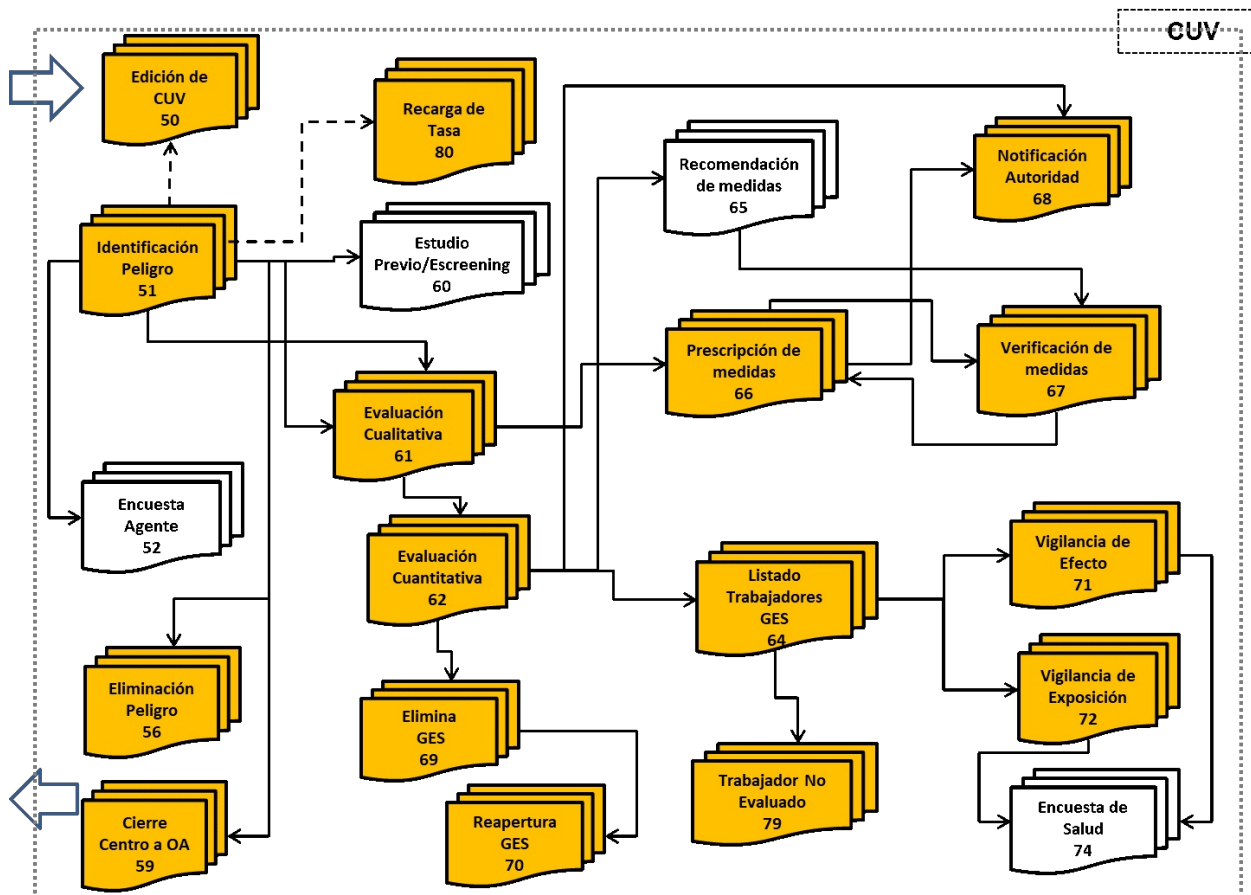 CUV
Edición de
CUV
50
Recarga de
Tasa
80
Recomendación
de medidas
65
Notificación
Autoridad
68
Identificación
Peligro
51
Estudio
Previo/Escreening
60
Prescripción de
medidas
66
Verificación de
medidas
67
Evaluación
Cualitativa
61
Encuesta
Agente
52
Evaluación
Cuantitativa
62
Listado
Trabajadores
GES
64
Vigilancia de
Efecto
71
Eliminación
Peligro
56
Elimina
GES
69
Vigilancia de
Exposición
72
Cierre
Centro a OA
59
Reapertura
GES
70
Trabajador No
Evaluado
79
Encuesta de
Salud
74